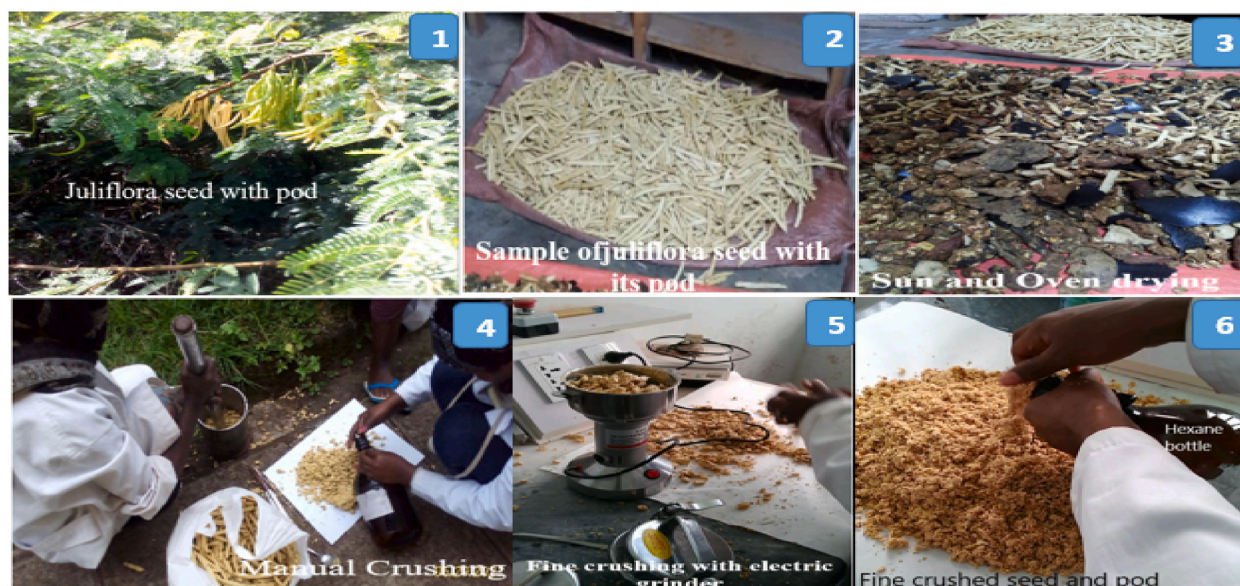 1
Juliflora seed with pod
2
Sample ofjuliflora seed with
its pod
3
Sun and Oven drying
4
Manual Crushing
5
Fine crushing with electric
grinder
6
Hexane
bottle
Fine crushed seed and pod